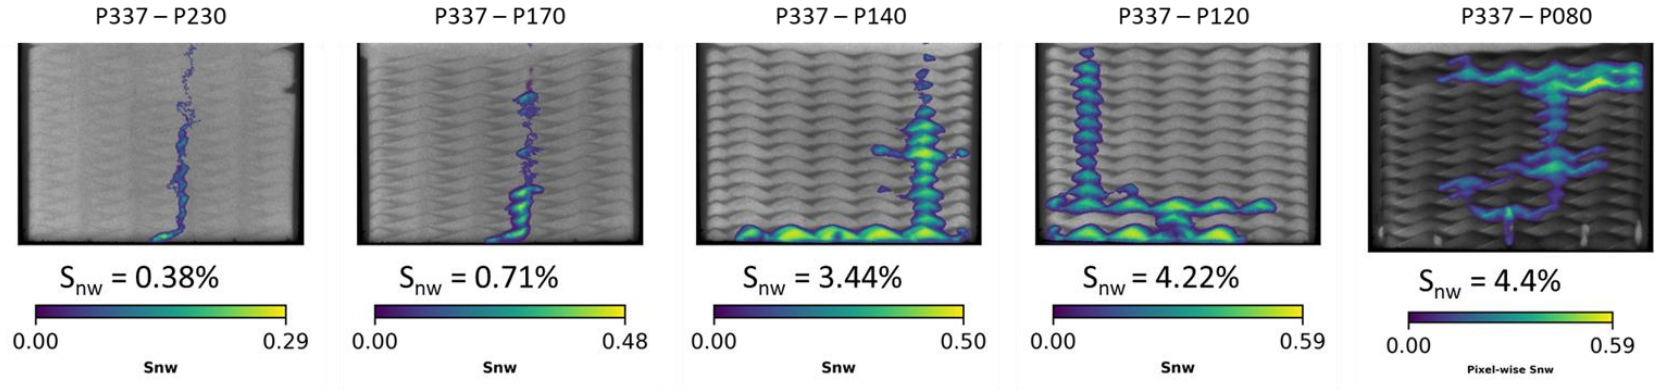 P337 – P230
P337 – P170
P337 – P140
P337 – P120
P337 – P080
Snw = 0.38%
Snw = 0.71%
Snw = 3.44%
Snw = 4.22%
Snw = 4.4%
0.00 0.29
0.00 0.48
0.00 0.50
0.00 0.59
0.00 0.59
Snw
Snw
Snw
Snw
Pixel-wise Snw